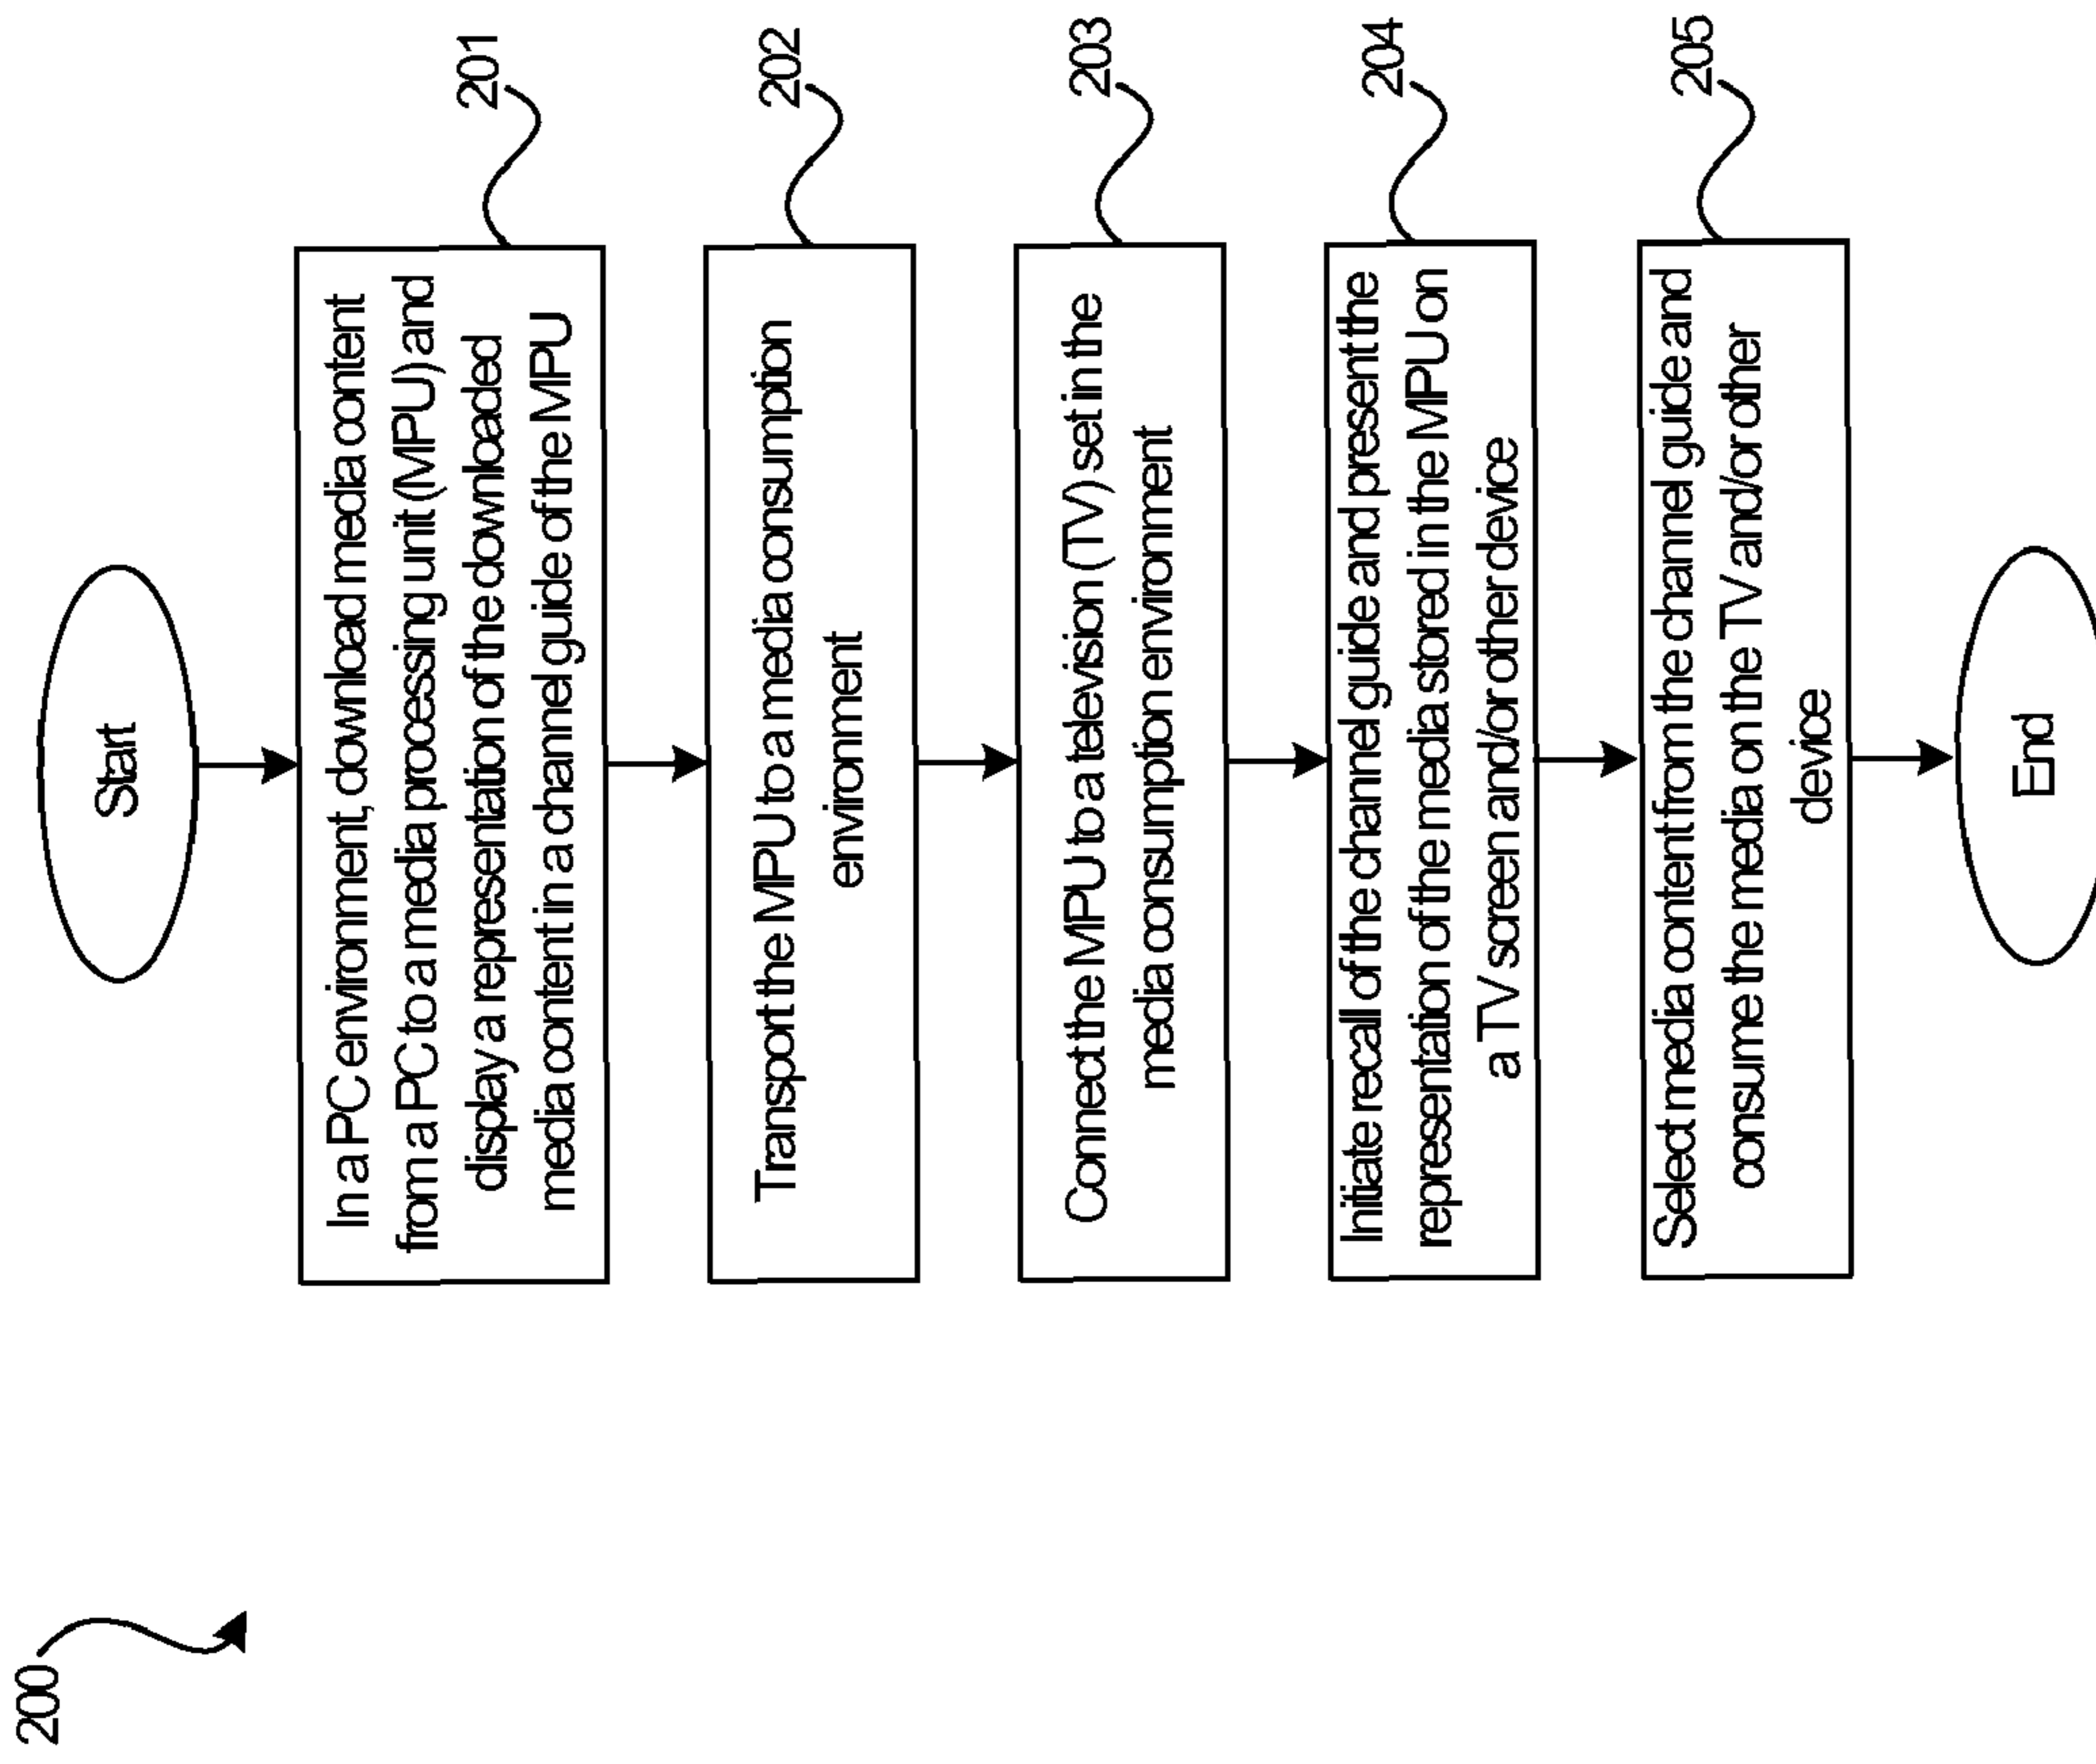 200
Start
In a PC environment, download media content
from a PC to a media processing unit (MPU) and
display a representation of the downloaded
media content in a channel guide of the MPU
201
Transport the MPU to a media consumption
environment
202
Connect the MPU to a television (TV) set in the
media consumption environment
203
Initiate recall of the channel guide and present the
representation of the media stored in the MPU on
a TV screen and/or other device
204
Select media content from the channel guide and
consume the media on the TV and/or other
device
205
End